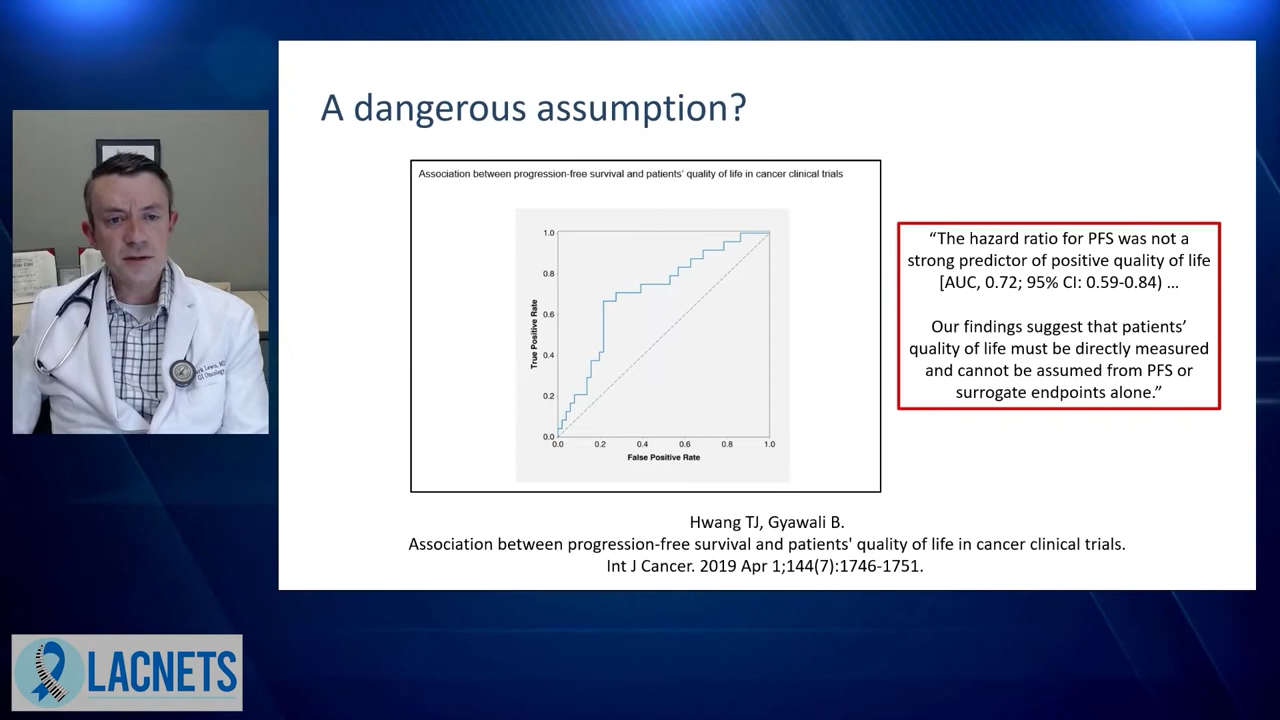 A dangerous assumption?
Association between progression-free survival and patients' quality of life in cancer clinical trials
1.0
0.8
0.6
0.4
0.2
0.0
True Positive Rate
0.0 0.2 0.4 0.6 0.8 1.0
False Positive Rate
“The hazard ratio for PFS was not a
strong predictor of positive quality of life
[AUC, 0.72; 95% CI: 0.59-0.84) …
Our findings suggest that patients’
quality of life must be directly measured
and cannot be assumed from PFS or
surrogate endpoints alone.”
Hwang TJ, Gyawali B.
Association between progression-free survival and patients' quality of life in cancer clinical trials.
Int J Cancer. 2019 Apr 1;144(7):1746-1751.
Lewis, MD
GI Oncology
LACNETS